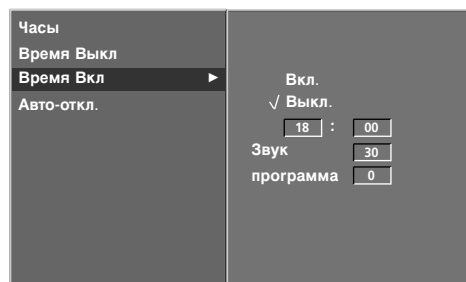 Часы
Время Выкл
Время Вкл ►
Авто-откл.
Вкл.
√ Выкл.
18 : 00
Звук 30
программа 0